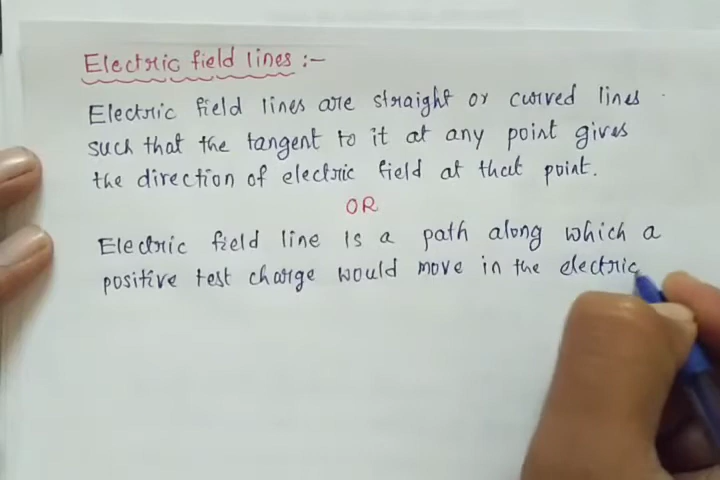 Electric field lines :-
Electric field lines are straight or curved lines
such that the tangent to it at any point gives
the direction of electric field at that point.
OR
Electric field line is a path along which a
positive test charge would move in the electric